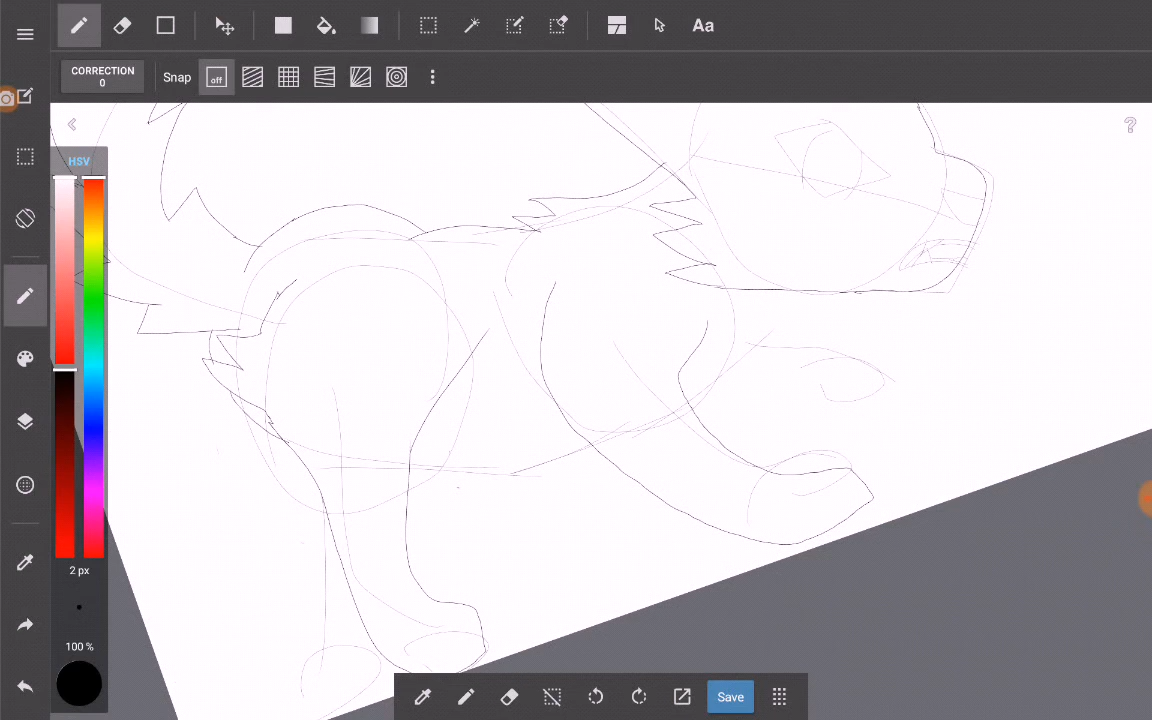 Aa
CORRECTION
0
Snap
off
HSV
2 px
100 %
Save